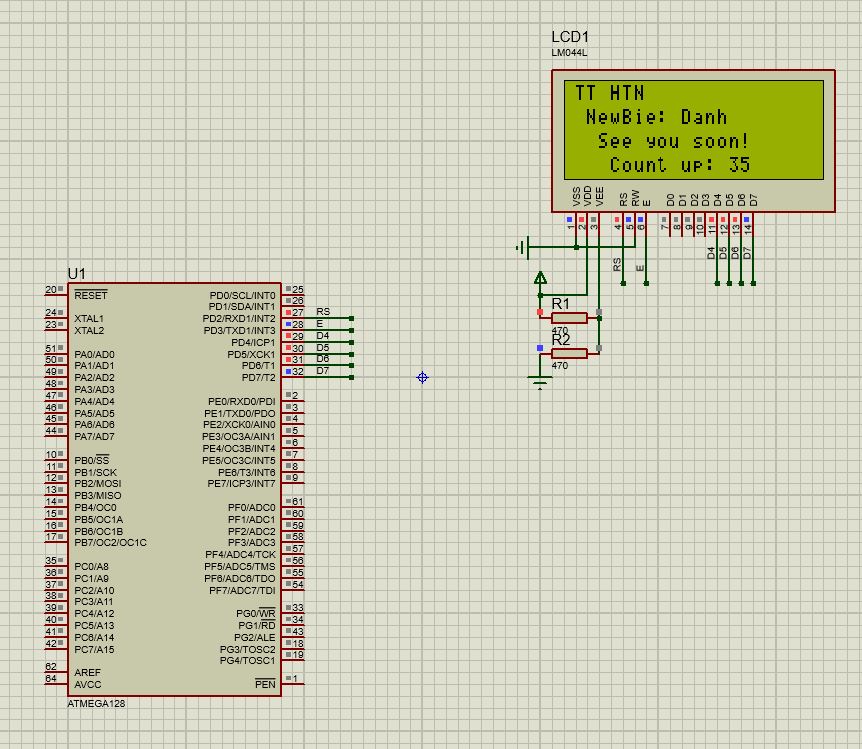 LCD1
LM044L
TT HTN
NewBie: Danh
See you soon!
Count up: 35
VSS VDD VEE RS RW E D0 D1 D2 D3 D4 D5 D6 D7
1 2 3 4 5 6 7 8 9 10 11 12 13 14
RS E D4 D5 D6 D7
R1
470
R2
470
U1
20 RESET PD0/SCL/INT0 25
PD1/SDA/INT1 26
24 XTAL1 PD2/RXD1/INT2 27 RS
23 XTAL2 PD3/TXD1/INT3 28 E
PD4/ICP1 29 D4
51 PA0/AD0 PD5/XCK1 30 D5
50 PA1/AD1 PD6/T1 31 D6
49 PA2/AD2 PD7/T2 32 D7
48 PA3/AD3
47 PA4/AD4 PE0/RXD0/PDI 2
46 PA5/AD5 PE1/TXD0/PDO 3
45 PA6/AD6 PE2/XCK0/AIN0 4
44 PA7/AD7 PE3/OC3A/AIN1 5
PE4/OC3B/INT4 6
10 PB0/SS PE5/OC3C/INT5 7
11 PB1/SCK PE6/T3/INT6 8
12 PB2/MOSI PE7/ICP3/INT7 9
13 PB3/MISO
14 PB4/OC0 PF0/ADC0 61
15 PB5/OC1A PF1/ADC1 60
16 PB6/OC1B PF2/ADC2 59
17 PB7/OC2/OC1C PF3/ADC3 58
PF4/ADC4/TCK 57
35 PC0/A8 PF5/ADC5/TMS 56
36 PC1/A9 PF6/ADC6/TDO 55
37 PC2/A10 PF7/ADC7/TDI 54
38 PC3/A11
39 PC4/A12 PG0/WR 33
40 PC5/A13 PG1/RD 34
41 PC6/A14 PG2/ALE 43
42 PC7/A15 PG3/TOSC2 18
PG4/TOSC1 19
62 AREF
64 AVCC PEN 1
ATMEGA128